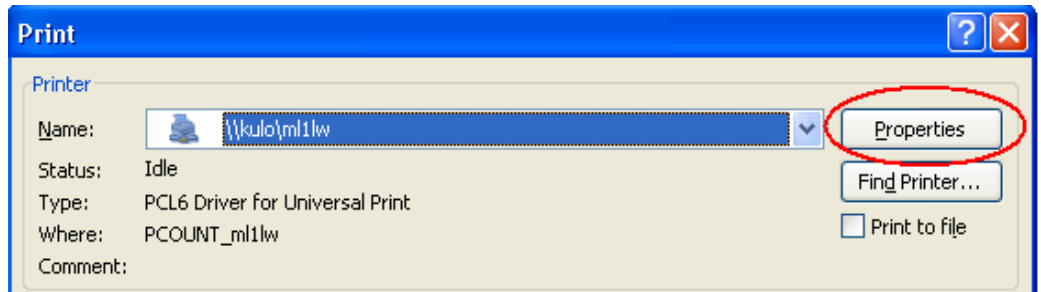 Print
Printer
Name: \\kulo\ml1lw
Properties
Status: Idle
Find Printer...
Type: PCL6 Driver for Universal Print
Where: PCOUNT_ml1lw
Print to file
Comment: